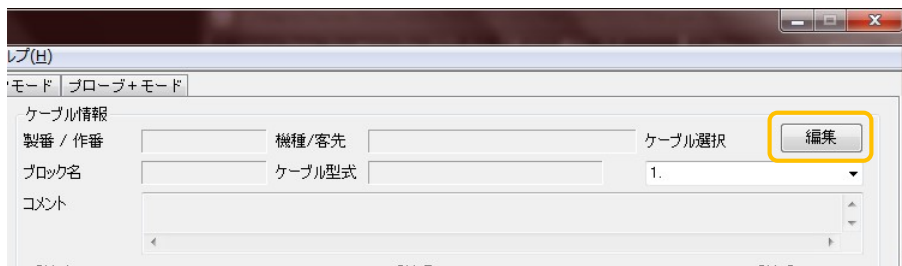 ルプ(H)
モード プローブ+モード
ケーブル情報
製番 / 作番 機種/客先 ケーブル選択 編集
ブロック名 ケーブル型式 1.
コメント